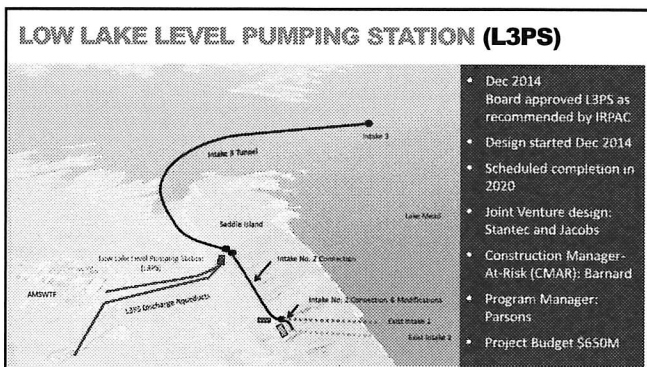 LOW LAKE LEVEL PUMPING STATION (L3PS)
Intake 3
Intake 3 Tunnel
Saddle Island
Lake Mead
Low Lake Level Pumping Station
(L3PS)
Intake No. 2 Connection
AMSWTF
L3PS Discharge Aqueducts
Intake No. 2 Connection & Modifications
Exist Intake 1
Exist Intake 2
• Dec 2014
Board approved L3PS as
recommended by IRPAC
• Design started Dec 2014
• Scheduled completion in
2020
• Joint Venture design:
Stantec and Jacobs
• Construction Manager-
At-Risk (CMAR): Barnard
• Program Manager:
Parsons
• Project Budget $650M